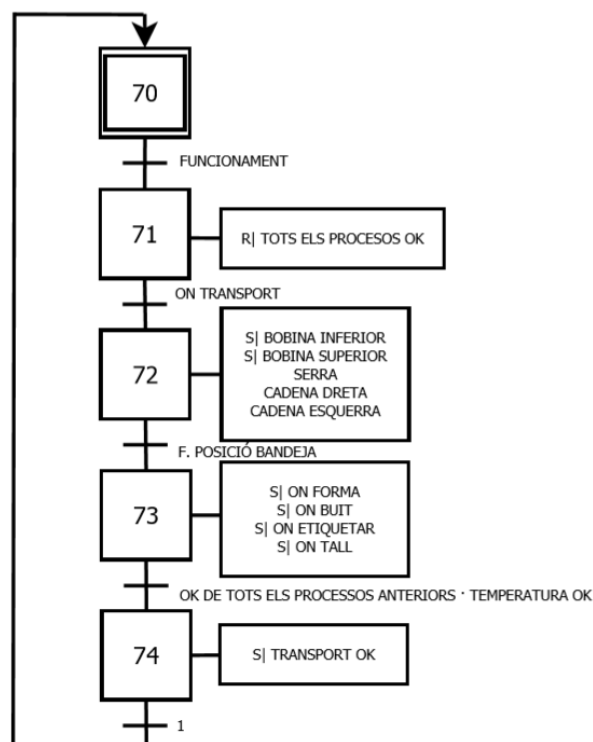 70
FUNCIONAMENT
71
R| TOTS ELS PROCESOS OK
ON TRANSPORT
72
S| BOBINA INFERIOR
S| BOBINA SUPERIOR
SERRA
CADENA DRETA
CADENA ESQUERRA
F. POSICIÓ BANDEJA
73
S| ON FORMA
S| ON BUIT
S| ON ETIQUETAR
S| ON TALL
OK DE TOTS ELS PROCESSOS ANTERIORS · TEMPERATURA OK
74
S| TRANSPORT OK
1